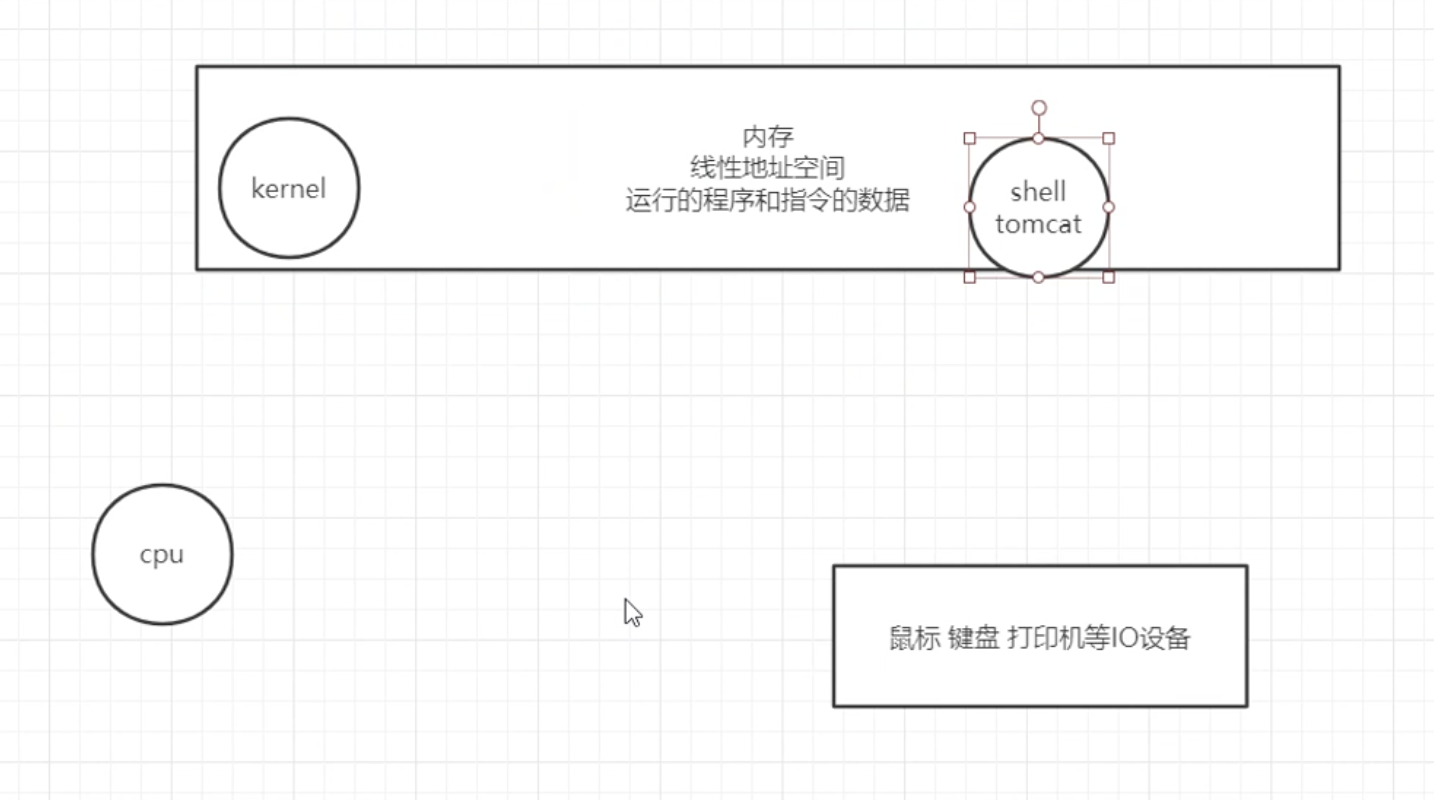 kernel
内存
线性地址空间
运行的程序和指令的数据
shell
tomcat
cpu
鼠标 键盘 打印机等IO设备